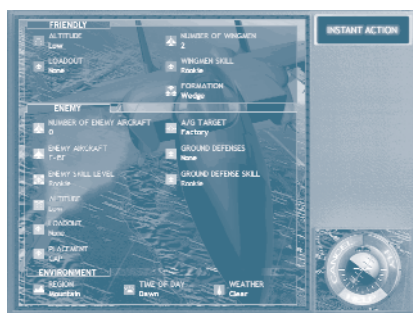 FRIENDLY
INSTANT ACTION
ALTITUDE
Low
NUMBER OF WINGMEN
2
LOADOUT
None
WINGMEN SKILL
Rookie
FORMATION
Wedge
ENEMY
NUMBER OF ENEMY AIRCRAFT
0
A/G TARGET
Factory
ENEMY AIRCRAFT
GROUND DEFENSES
None
ENEMY SKILL LEVEL
Rookie
GROUND DEFENSE SKILL
Rookie
ALTITUDE
Low
LOADOUT
None
PLACEMENT
CAP
ENVIRONMENT
REGION
Mountain
TIME OF DAY
Dawn
WEATHER
Clear